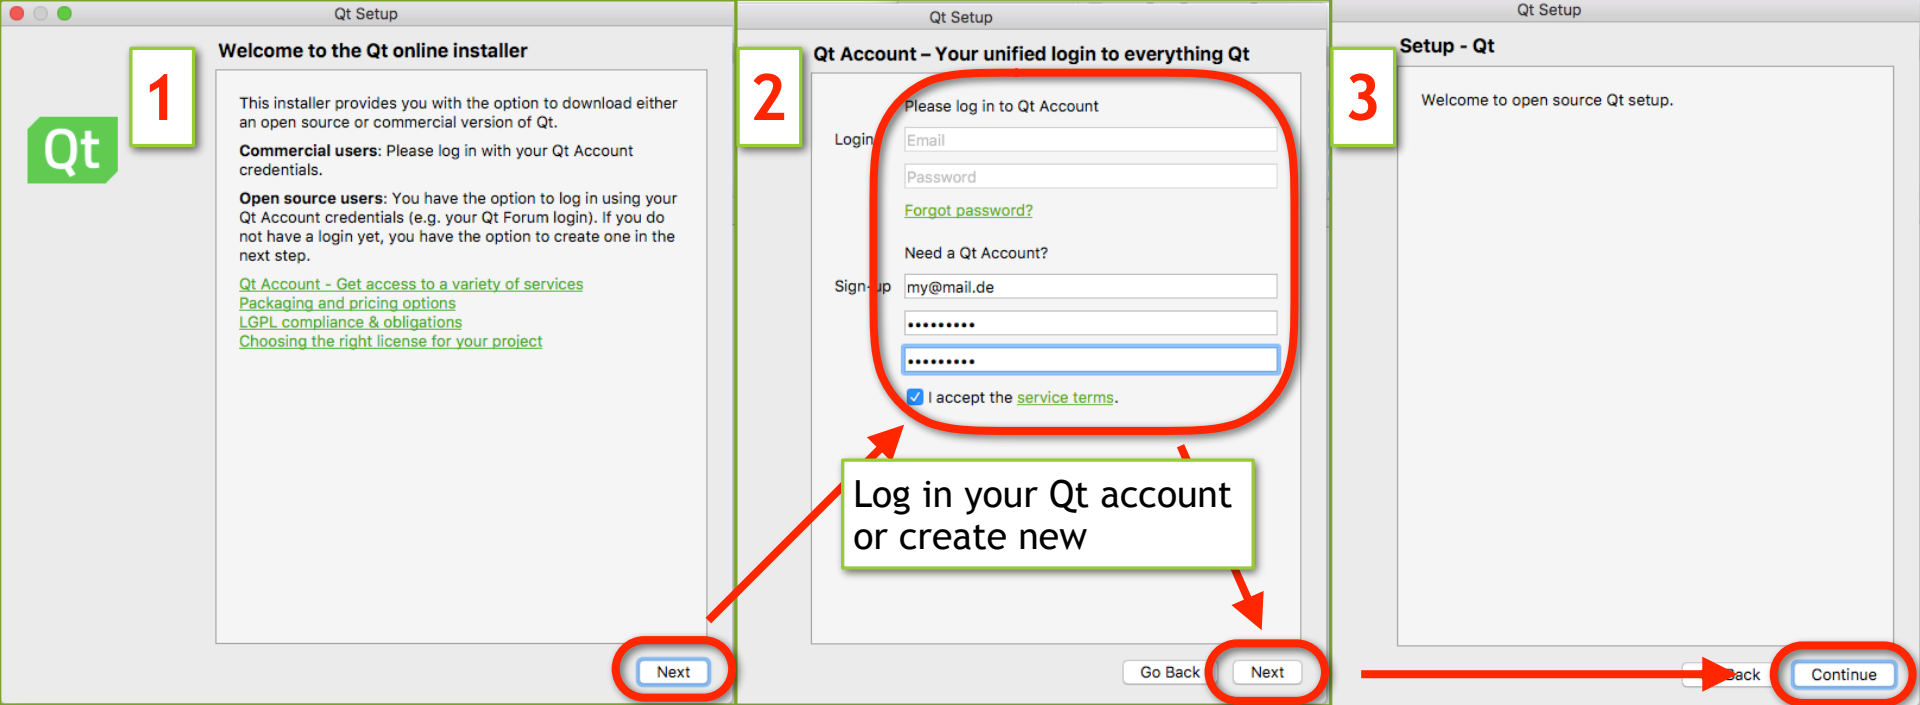 Qt Setup
1
Welcome to the Qt online installer
Qt
This installer provides you with the option to download either
an open source or commercial version of Qt.
Commercial users: Please log in with your Qt Account
credentials.
Open source users: You have the option to log in using your
Qt Account credentials (e.g. your Qt Forum login). If you do
not have a login yet, you have the option to create one in the
next step.
Qt Account - Get access to a variety of services
Packaging and pricing options
LGPL compliance & obligations
Choosing the right license for your project
Next
Qt Setup
2
Qt Account – Your unified login to everything Qt
Please log in to Qt Account
Login
Email
Password
Forgot password?
Need a Qt Account?
Sign-up
my@mail.de
•••••••••
•••••••••
I accept the service terms.
Log in your Qt account
or create new
Go Back
Next
Qt Setup
3
Setup - Qt
Welcome to open source Qt setup.
Back
Continue